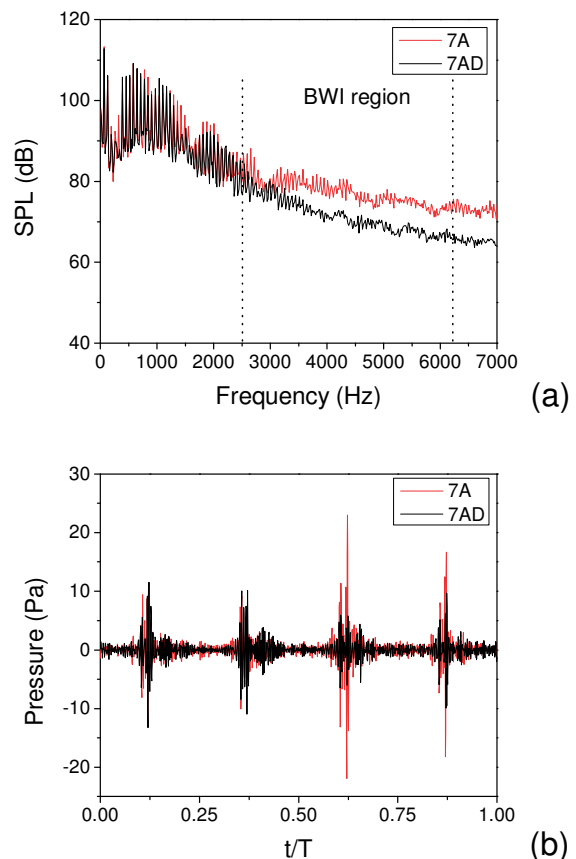 120
100
80
60
40
SPL (dB)
7A
7AD
BWI region
0 1000 2000 3000 4000 5000 6000 7000
Frequency (Hz)
(a)
30
20
10
0
-10
-20
Pressure (Pa)
7A
7AD
0.00 0.25 0.50 0.75 1.00
t/T
(b)